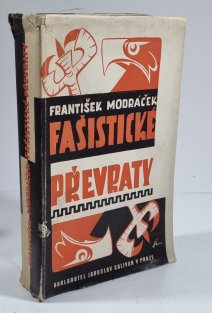 FRANTIŠEK MODRÁČEK
FAŠISTICKÉ
PŘEVRATY
NAKLADATEL JAROSLAV SALIVAR V PRAZE